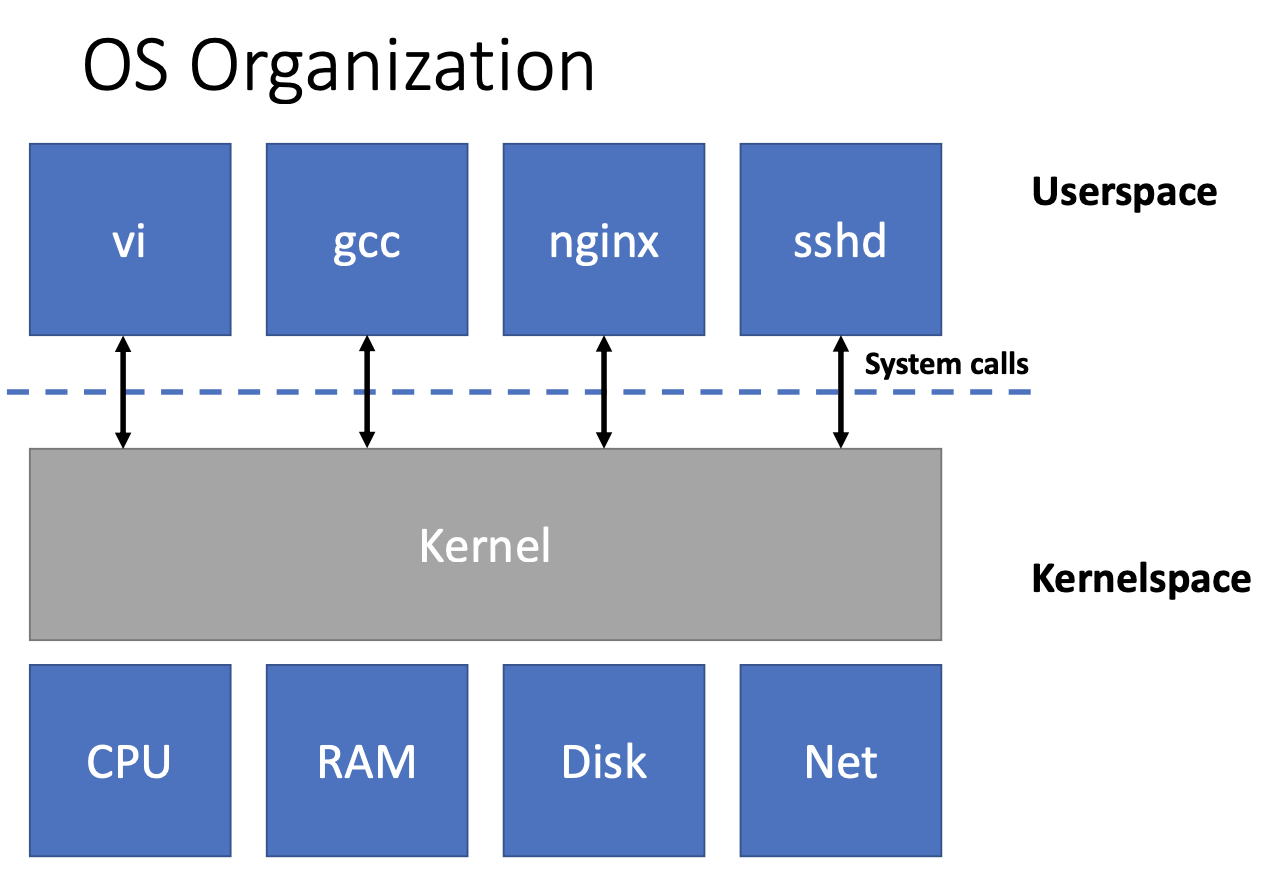 OS Organization
Userspace
vi
gcc
nginx
sshd
System calls
Kernel
Kernelspace
CPU
RAM
Disk
Net